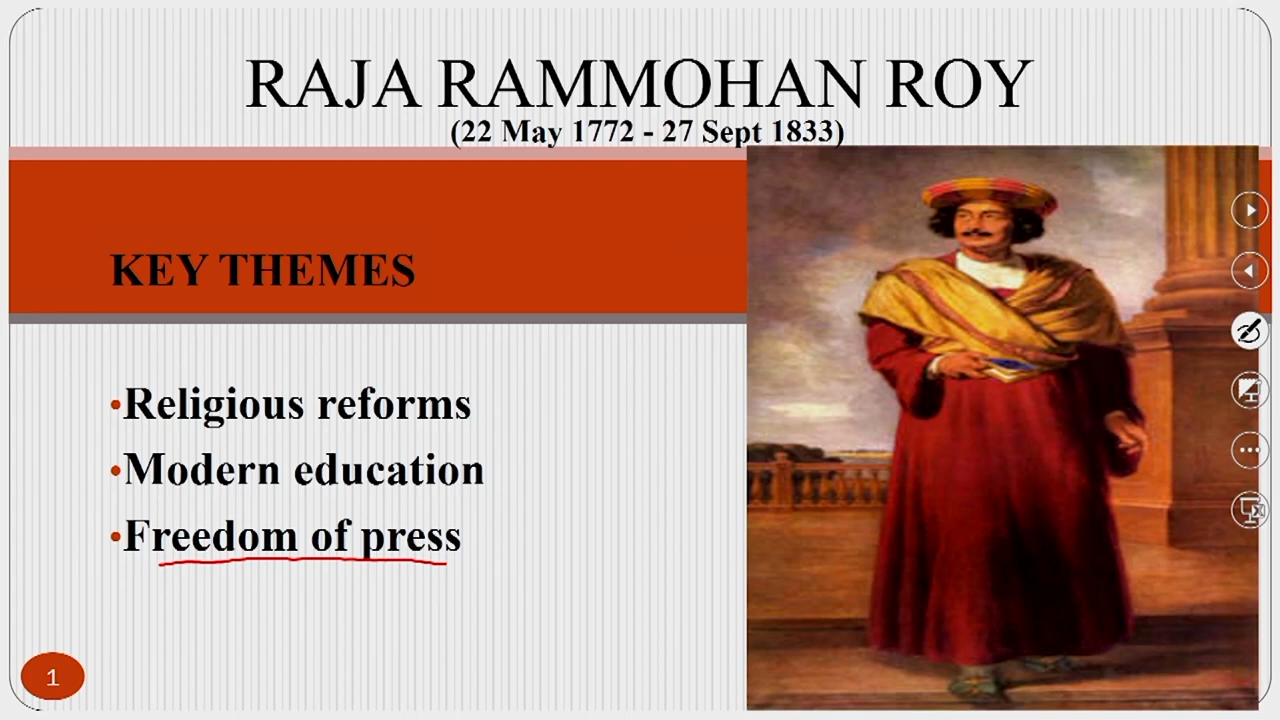 RAJA RAMMOHAN ROY
(22 May 1772 - 27 Sept 1833)
KEY THEMES
•Religious reforms
•Modern education
•Freedom of press
1